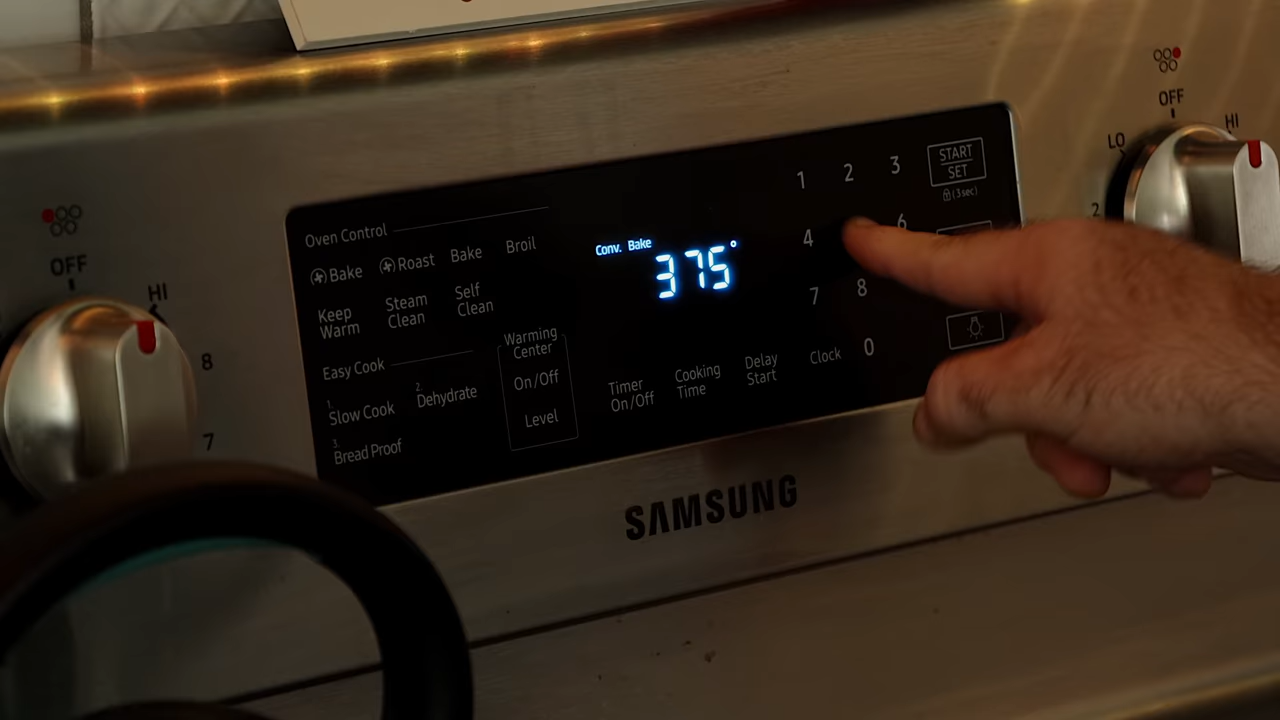 OFF
HI
8
7
Oven Control
Bake
Roast
Bake
Broil
Keep
Warm
Steam
Clean
Self
Clean
Easy Cook
1.
Slow Cook
2.
Dehydrate
3.
Bread Proof
Warming
Center
On/Off
Level
Conv. Bake
375°
Timer
On/Off
Cooking
Time
Delay
Start
Clock
1 2 3
4 6
7 8
0
START
SET
(3sec)
SAMSUNG
OFF
LO
HI
2